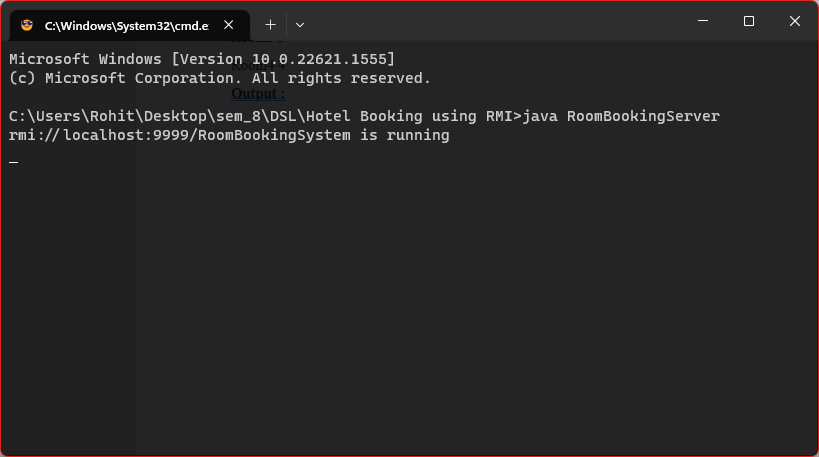 C:\Windows\System32\cmd.e
Microsoft Windows [Version 10.0.22621.1555]
(c) Microsoft Corporation. All rights reserved.
Output :
C:\Users\Rohit\Desktop\sem_8\DSL\Hotel Booking using RMI>java RoomBookingServer
rmi://localhost:9999/RoomBookingSystem is running